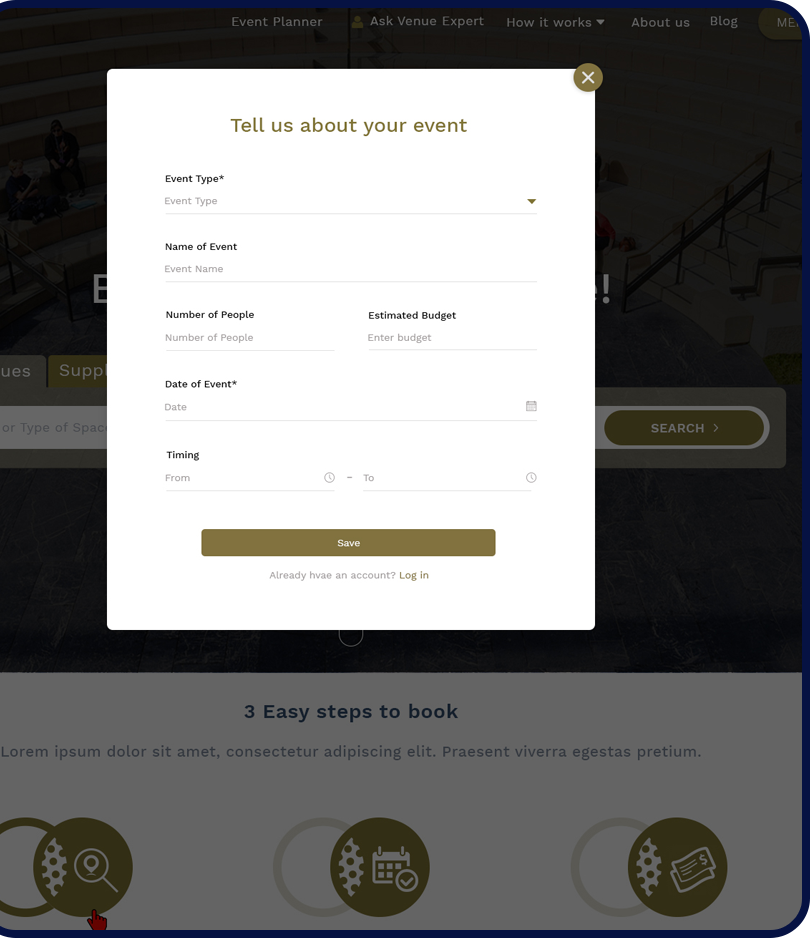 Event Planner Ask Venue Expert How it works About us Blog
Tell us about your event
Event Type*
Event Type
Name of Event
Event Name
Number of People Estimated Budget
Number of People Enter budget
Date of Event*
Date
Timing
From - To
Save
Already hvae an account? Log in
or Type of Space
SEARCH
3 Easy steps to book
Lorem ipsum dolor sit amet, consectetur adipiscing elit. Praesent viverra egestas pretium.